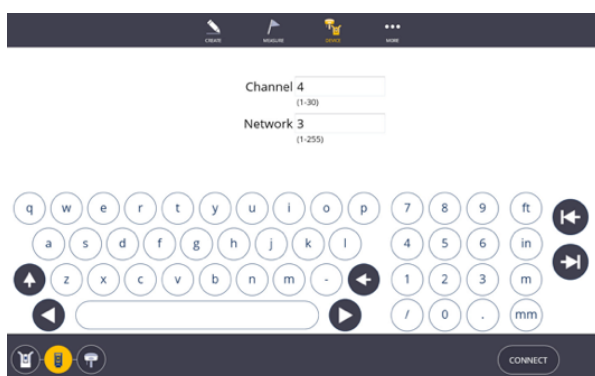 CREATE MEASURE DEVICE MORE
Channel 4
(1-30)
Network 3
(1-255)
q w e r t y u i o p 7 8 9 ft
a s d f g h j k l 4 5 6 in
z x c v b n m - 1 2 3 m
/ 0 . mm
CONNECT